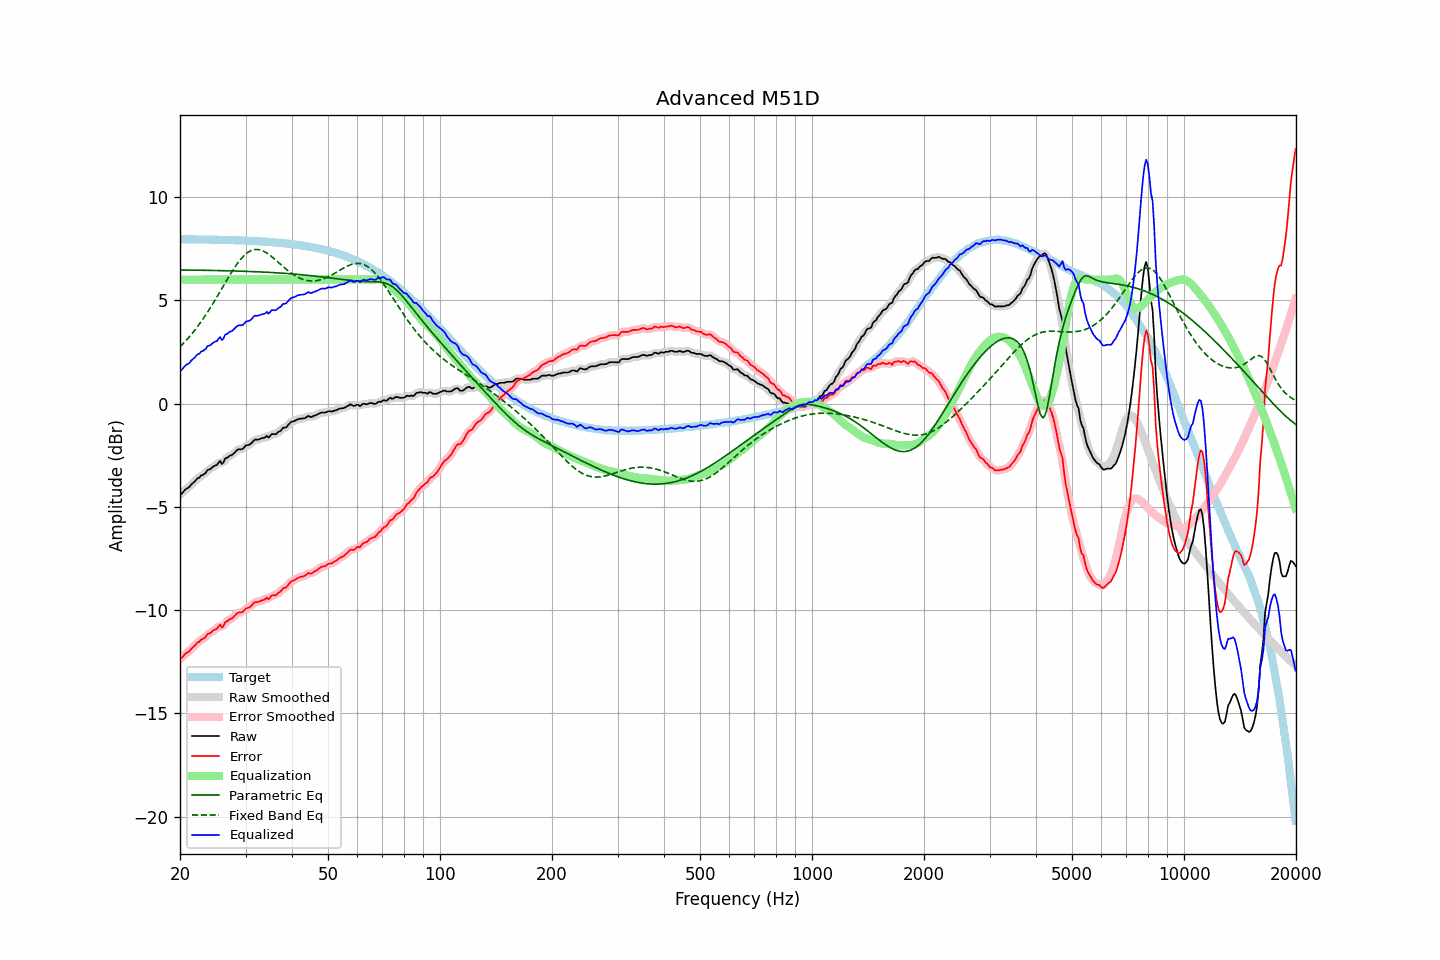 Advanced M51D
Amplitude (dBr)
10
5
0
−5
−10
−15
−20
Target
Raw Smoothed
Error Smoothed
Raw
Error
Equalization
Parametric Eq
Fixed Band Eq
Equalized
20 50 100 200 500 1000 2000 5000 10000 20000
Frequency (Hz)